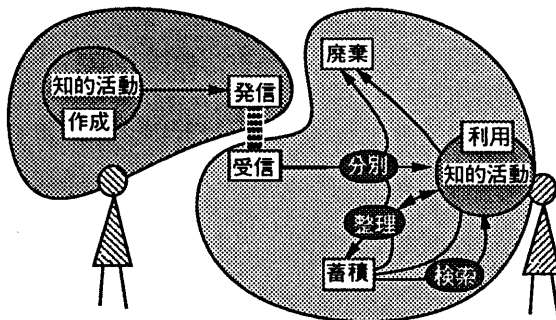 知的活動
作成
発信
受信
廃棄
分別
利用
知的活動
整理
蓄積
検索